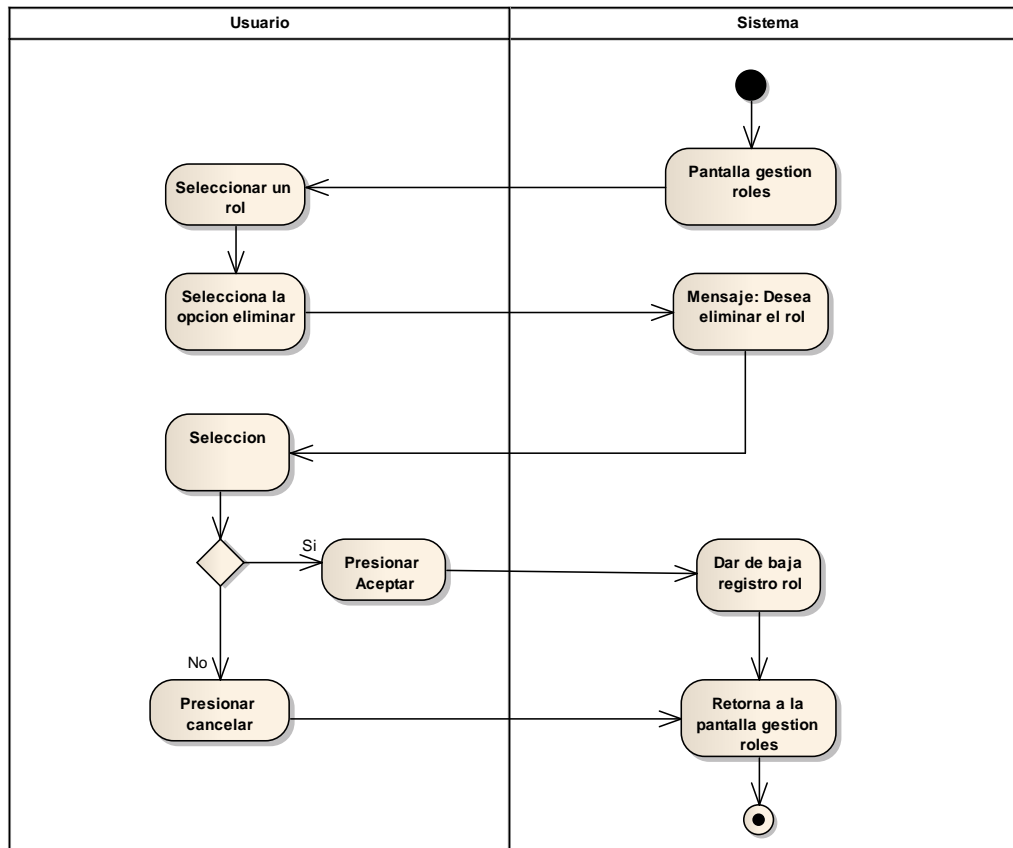 Usuario
Sistema
Pantalla gestion
roles
Seleccionar un
rol
Selecciona la
opcion eliminar
Mensaje: Desea
eliminar el rol
Seleccion
Si
Presionar
Aceptar
Dar de baja
registro rol
No
Presionar
cancelar
Retorna a la
pantalla gestion
roles